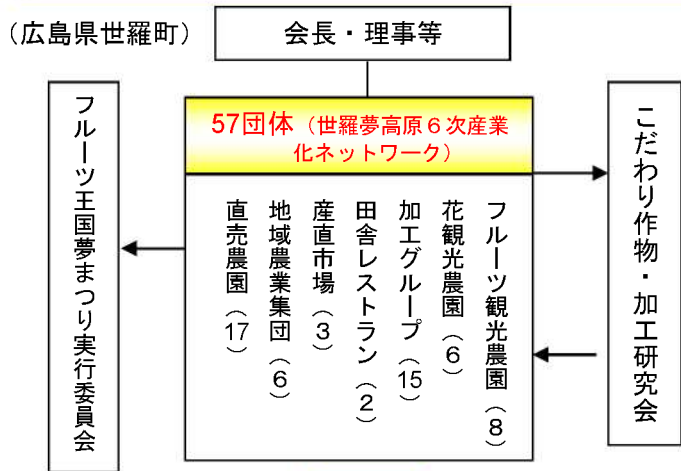 （広島県世羅町）
会長・理事等
57団体（世羅夢高原６次産業
化ネットワーク）
フルーツ観光農園（８）
花観光農園（６）
加工グループ（15）
田舎レストラン（２）
産直市場（３）
地域農業集団（６）
直売農園（17）
こだわり作物・加工研究会
フルーツ王国夢まつり実行委員会